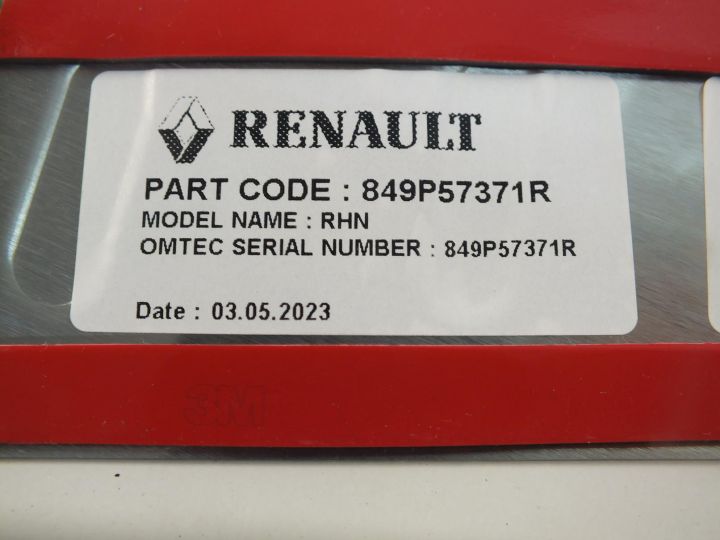 RENAULT
PART CODE : 849P57371R
MODEL NAME : RHN
OMTEC SERIAL NUMBER : 849P57371R
Date : 03.05.2023
3M